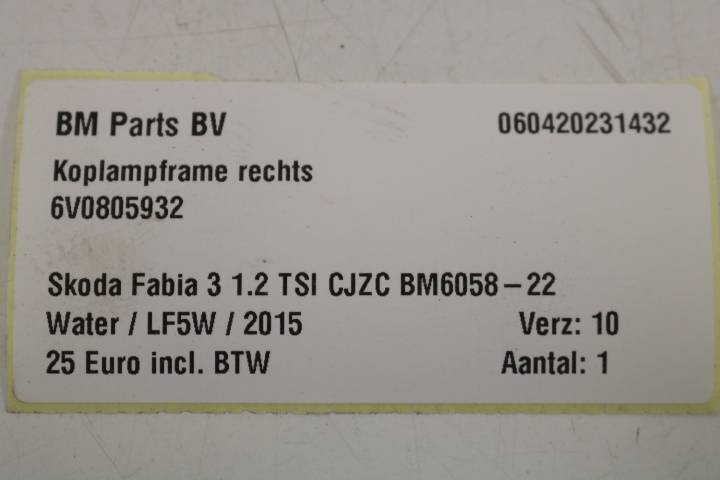 BM Parts BV 060420231432
Koplampframe rechts
6V0805932
Skoda Fabia 3 1.2 TSI CJZC BM6058-22
Water / LF5W / 2015 Verz: 10
25 Euro incl. BTW Aantal: 1